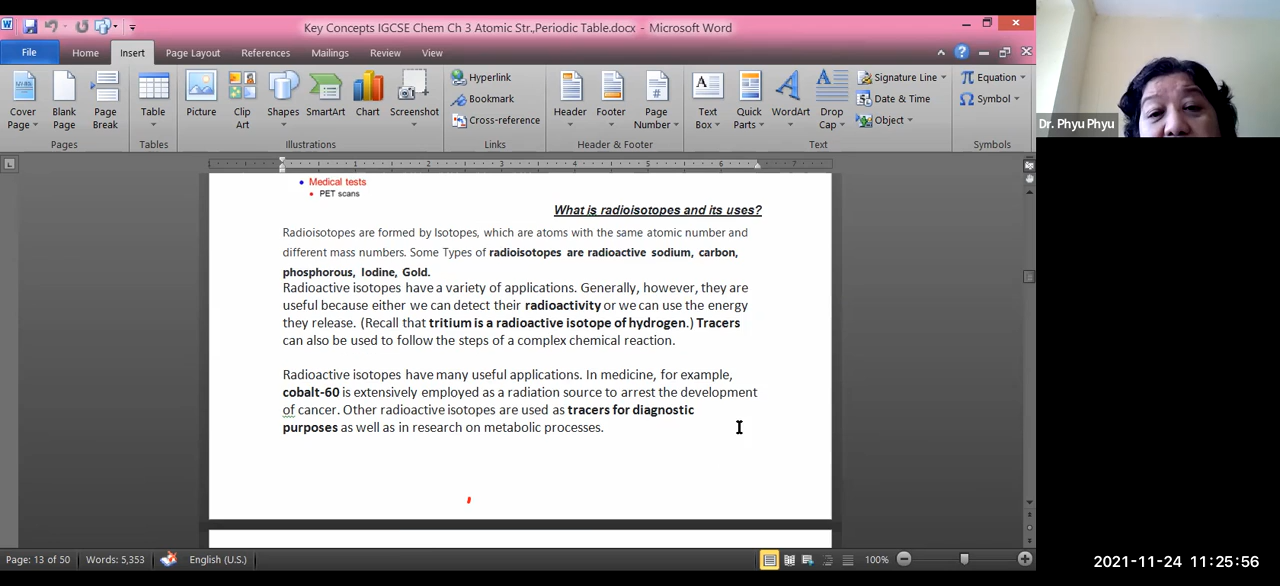 Key Concepts IGCSE Chem Ch 3 Atomic Str.,Periodic Table.docx - Microsoft Word
File Home Insert Page Layout References Mailings Review View
Cover Page
Blank Page
Page Break
Pages
Table
Tables
Picture
Clip Art
Shapes
SmartArt
Chart
Screenshot
Illustrations
Hyperlink
Bookmark
Cross-reference
Links
Header
Footer
Page Number
Header & Footer
Text Box
Quick Parts
WordArt
Drop Cap
Signature Line
Date & Time
Object
Text
Equation
Symbol
Symbols
Dr. Phyu Phyu
1 1 2 3 4 5 6 7
Medical tests
PET scans
What is radioisotopes and its uses?
Radioisotopes are formed by Isotopes, which are atoms with the same atomic number and
different mass numbers. Some Types of radioisotopes are radioactive sodium, carbon,
phosphorous, Iodine, Gold.
Radioactive isotopes have a variety of applications. Generally, however, they are
useful because either we can detect their radioactivity or we can use the energy
they release. (Recall that tritium is a radioactive isotope of hydrogen.) Tracers
can also be used to follow the steps of a complex chemical reaction.
Radioactive isotopes have many useful applications. In medicine, for example,
cobalt-60 is extensively employed as a radiation source to arrest the development
of cancer. Other radioactive isotopes are used as tracers for diagnostic
purposes as well as in research on metabolic processes.
Page: 13 of 50 Words: 5,353 English (U.S.) 100%
2021-11-24 11:25:56